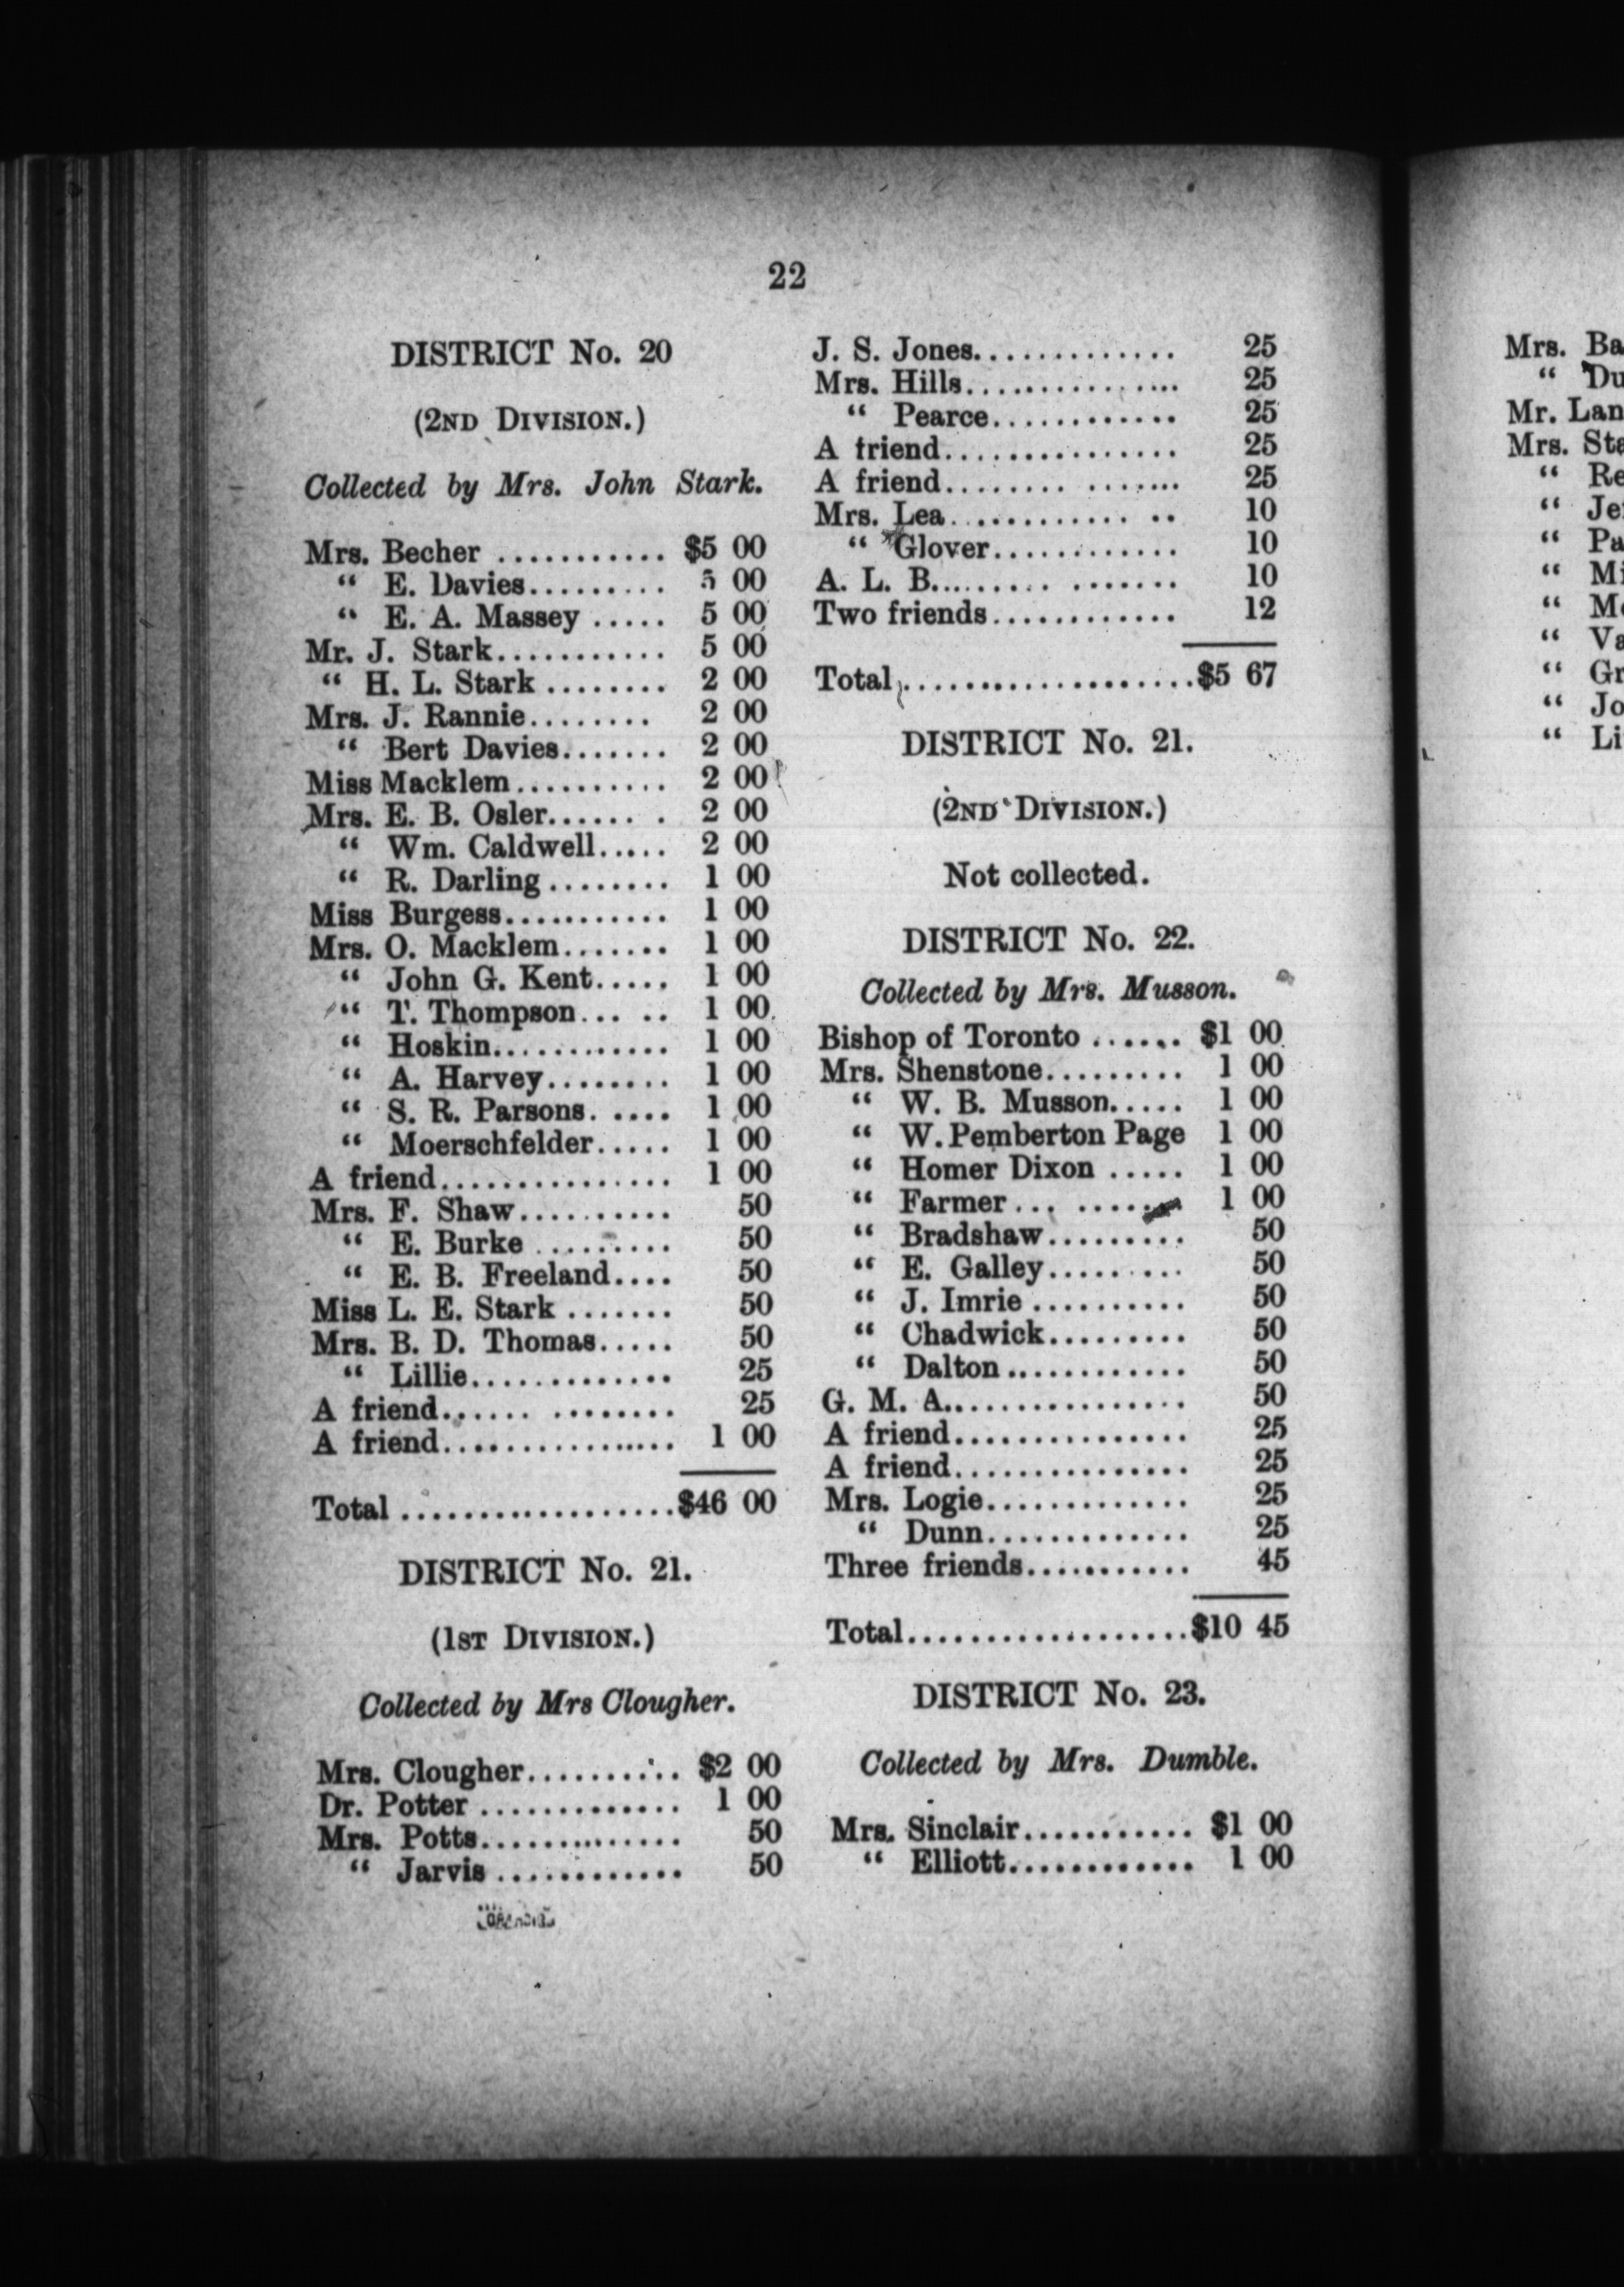 22
DISTRICT No. 20
(2ND DIVISION.)
Collected by Mrs. John Stark.
Mrs. Becher ........... $5 00
“ E. Davies......... 5 00
“ E. A. Massey ..... 5 00
Mr. J. Stark........... 5 00
“ H. L. Stark ........ 2 00
Mrs. J. Rannie........ 2 00
“ Bert Davies....... 2 00
Miss Macklem.......... 2 00
Mrs. E. B. Osler...... . 2 00
“ Wm. Caldwell..... 2 00
“ R. Darling ........ 1 00
Miss Burgess........... 1 00
Mrs. O. Macklem....... 1 00
“ John G. Kent..... 1 00
“ T. Thompson... .. 1 00
“ Hoskin............ 1 00
“ A. Harvey........ 1 00
“ S. R. Parsons. .... 1 00
“ Moerschfelder..... 1 00
A friend............... 1 00
Mrs. F. Shaw.......... 50
“ E. Burke ......... 50
“ E. B. Freeland.... 50
Miss L. E. Stark ....... 50
Mrs. B. D. Thomas..... 50
“ Lillie............. 25
A friend...... ........ 25
A friend............... 1 00
Total ..................$46 00
DISTRICT No. 21.
(1ST DIVISION.)
Collected by Mrs Clougher.
Mrs. Clougher.......... $2 00
Dr. Potter ............. 1 00
Mrs. Potts............. 50
“ Jarvis ............ 50
J. S. Jones............. 25
Mrs. Hills.............. 25
“ Pearce............ 25
A friend............... 25
A friend........ ....... 25
Mrs. Lea............. .. 10
“ Glover............ 10
A. L. B......... ....... 10
Two friends............ 12
Total...................$5 67
DISTRICT No. 21.
(2ND DIVISION.)
Not collected.
DISTRICT No. 22.
Collected by Mrs. Musson.
Bishop of Toronto ...... $1 00
Mrs. Shenstone......... 1 00
“ W. B. Musson..... 1 00
“ W. Pemberton Page 1 00
“ Homer Dixon ..... 1 00
“ Farmer... ....... 1 00
“ Bradshaw......... 50
“ E. Galley......... 50
“ J. Imrie .......... 50
“ Chadwick......... 50
“ Dalton ............ 50
G. M. A................ 50
A friend............... 25
A friend............... 25
Mrs. Logie............. 25
“ Dunn............. 25
Three friends........... 45
Total..................$10 45
DISTRICT No. 23.
Collected by Mrs. Dumble.
Mrs. Sinclair........... $1 00
“ Elliott............ 1 00
Mrs.
“
Mr.
Mrs.
“
“
“
“
“
“
“
“
“